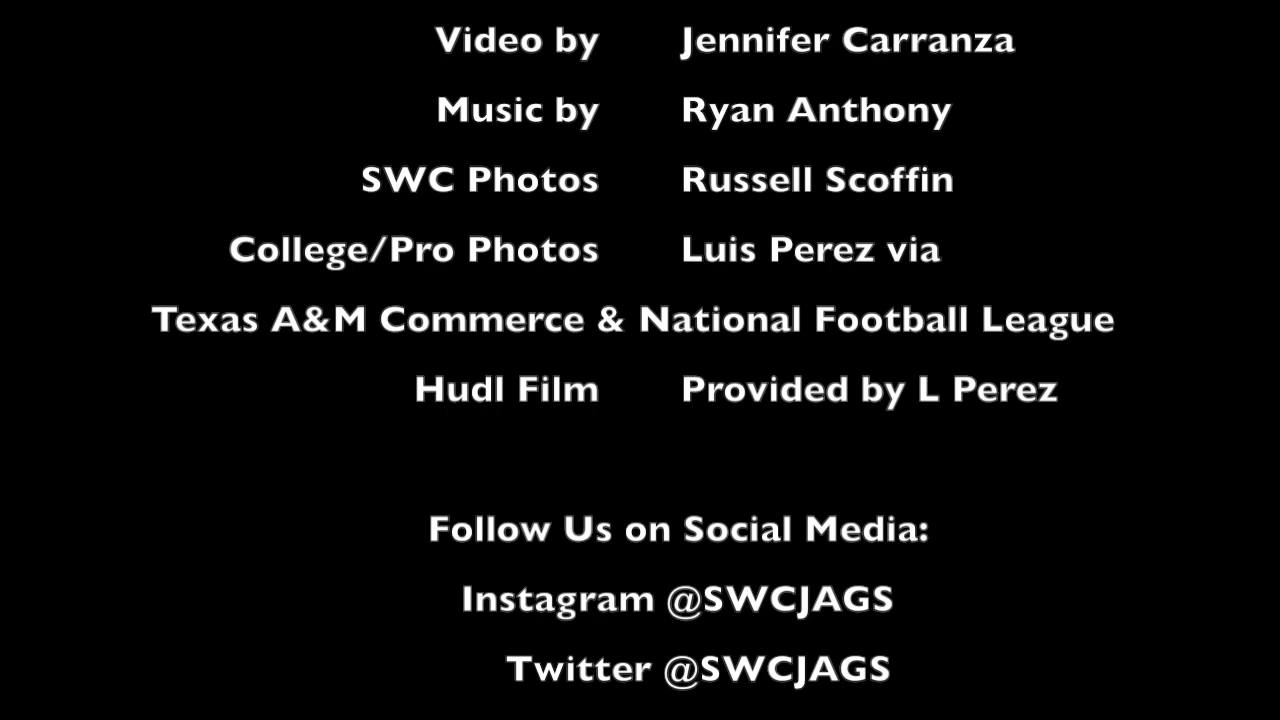 Video by Jennifer Carranza
Music by Ryan Anthony
SWC Photos Russell Scoffin
College/Pro Photos Luis Perez via
Texas A&M Commerce & National Football League
Hudl Film Provided by L Perez
Follow Us on Social Media:
Instagram @SWCJAGS
Twitter @SWCJAGS